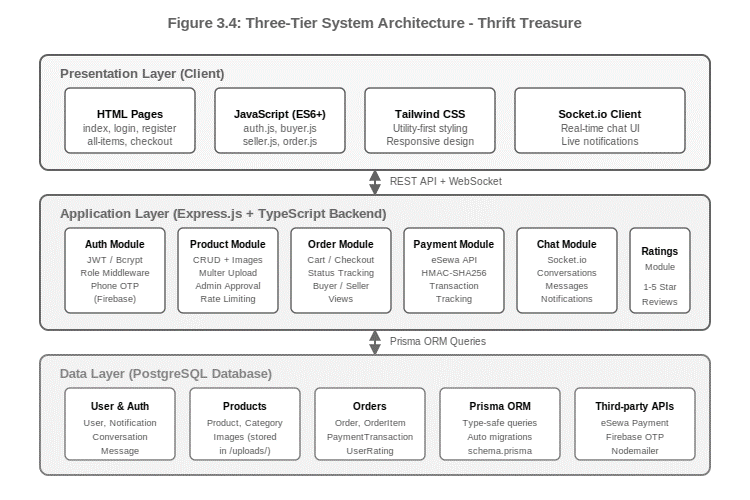 Figure 3.4: Three-Tier System Architecture - Thrift Treasure
Presentation Layer (Client)
HTML Pages
index, login, register
all-items, checkout
JavaScript (ES6+)
auth.js, buyer.js
seller.js, order.js
Tailwind CSS
Utility-first styling
Responsive design
Socket.io Client
Real-time chat UI
Live notifications
REST API + WebSocket
Application Layer (Express.js + TypeScript Backend)
Auth Module
JWT / Bcrypt
Role Middleware
Phone OTP
(Firebase)
Product Module
CRUD + Images
Multer Upload
Admin Approval
Rate Limiting
Order Module
Cart / Checkout
Status Tracking
Buyer / Seller
Views
Payment Module
eSewa API
HMAC-SHA256
Transaction
Tracking
Chat Module
Socket.io
Conversations
Messages
Notifications
Ratings
Module
1-5 Star
Reviews
Prisma ORM Queries
Data Layer (PostgreSQL Database)
User & Auth
User, Notification
Conversation
Message
Products
Product, Category
Images (stored
in /uploads/)
Orders
Order, OrderItem
PaymentTransaction
UserRating
Prisma ORM
Type-safe queries
Auto migrations
schema.prisma
Third-party APIs
eSewa Payment
Firebase OTP
Nodemailer